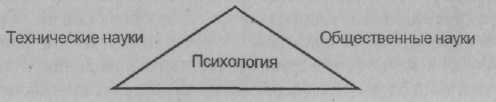 Технические науки
Общественные науки
Психология